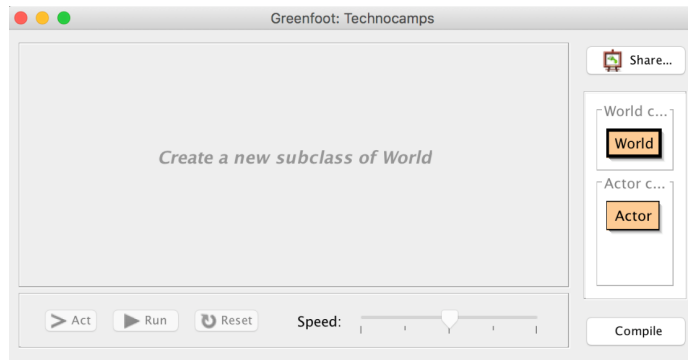 Greenfoot: Technocamps
Share...
World c...
World
Create a new subclass of World
Actor c...
Actor
Act
Run
Reset
Speed:
Compile